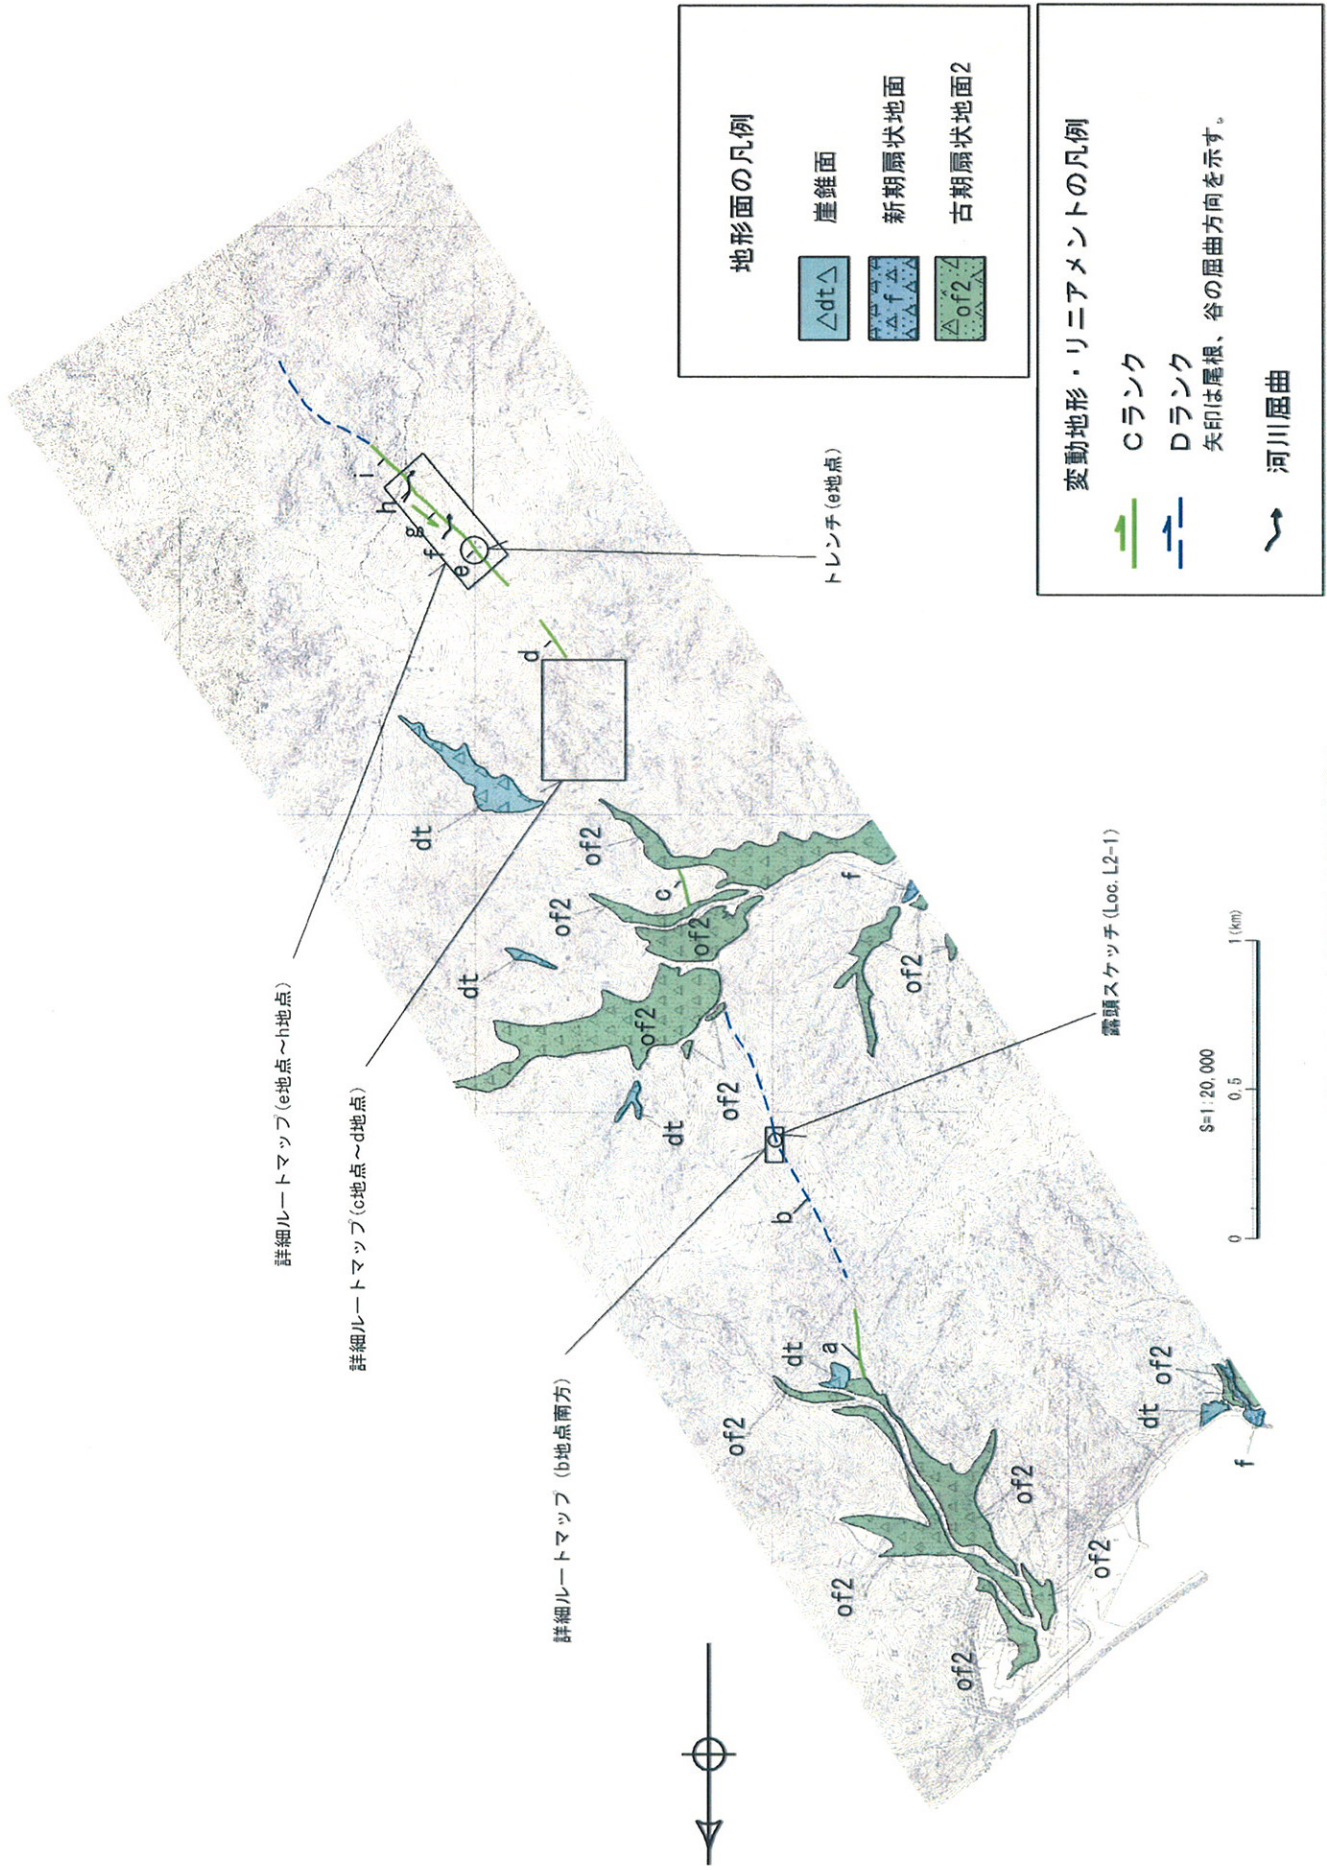 地形面の凡例
△dt△
崖錐面
f
新期扇状地面
of2
古期扇状地面2
変動地形・リニアメントの凡例
Cランク
Dランク
矢印は尾根、谷の屈曲方向を示す。
河川屈曲
詳細ルートマップ(e地点～h地点)
詳細ルートマップ(c地点～d地点)
詳細ルートマップ (b地点南方)
トレンチ(e地点)
露頭スケッチ(Loc. L2-1)
i
h
g
f
e
d
dt
of2
c
of2
of2
f
dt
of2
of2
of2
dt
b
a
dt
of2
of2
of2
of2
of2
dt
of2
f
S=1:20,000
0
0.5
1(km)